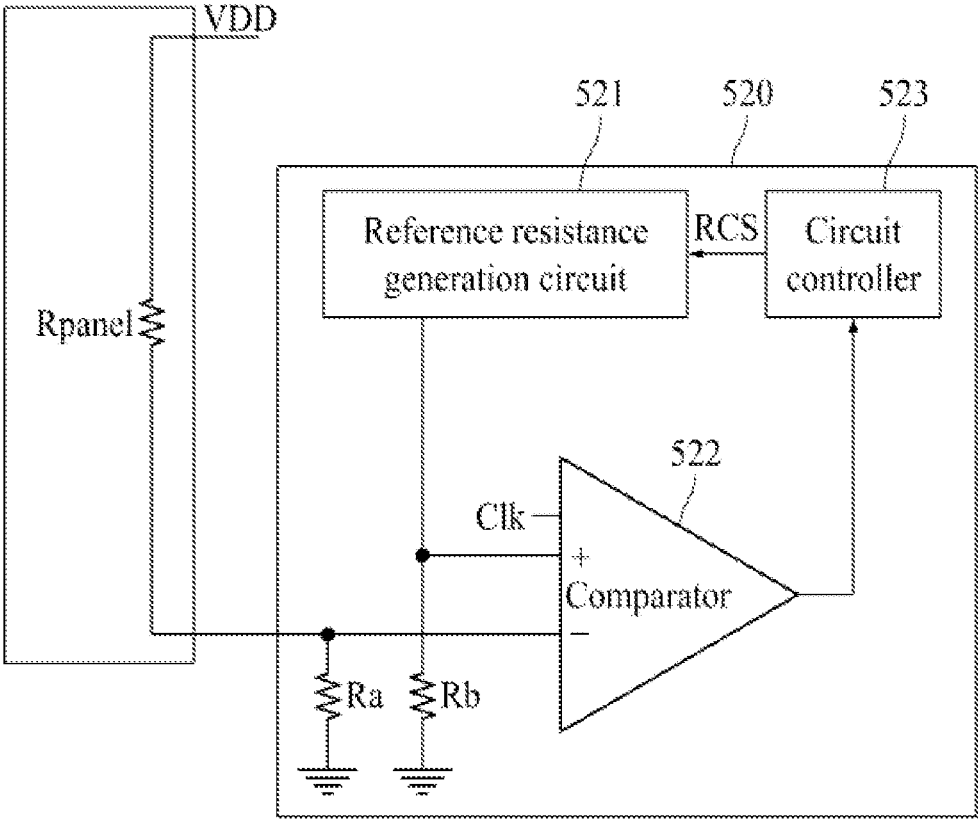 VDD
521
520
523
Reference resistance
generation circuit
RCS
Circuit
controller
Rpanel
522
Clk
+
Comparator
−
Ra
Rb